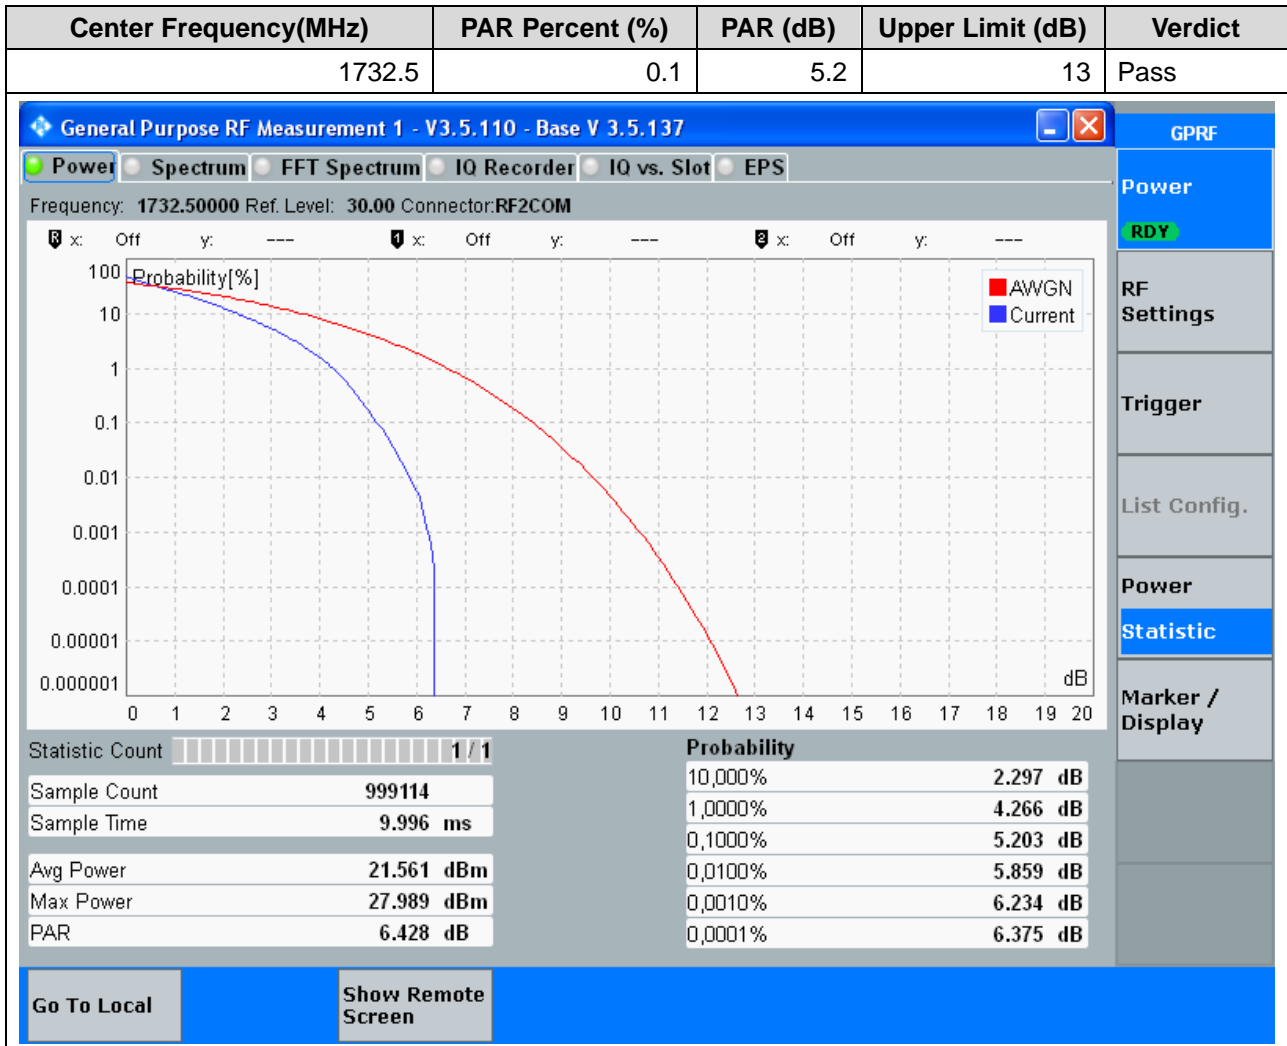 Center Frequency(MHz) PAR Percent (%) PAR (dB) Upper Limit (dB) Verdict
1732.5 0.1 5.2 13 Pass
General Purpose RF Measurement 1 - V3.5.110 - Base V 3.5.137
GPRF
Power Spectrum FFT Spectrum IQ Recorder IQ vs. Slot EPS
Frequency: 1732.50000 Ref. Level: 30.00 Connector:RF2COM
R x: Off y: --- 1 x: Off y: --- 2 x: Off y: ---
Probability[%]
AWGN
Current
100
10
1
0.1
0.01
0.001
0.0001
0.00001
0.000001
dB
0 1 2 3 4 5 6 7 8 9 10 11 12 13 14 15 16 17 18 19 20
Statistic Count 1 / 1
Sample Count 999114
Sample Time 9.996 ms
Avg Power 21.561 dBm
Max Power 27.989 dBm
PAR 6.428 dB
Probability
10,000% 2.297 dB
1,0000% 4.266 dB
0,1000% 5.203 dB
0,0100% 5.859 dB
0,0010% 6.234 dB
0,0001% 6.375 dB
Power
RDY
RF
Settings
Trigger
List Config.
Power
Statistic
Marker /
Display
Go To Local
Show Remote
Screen